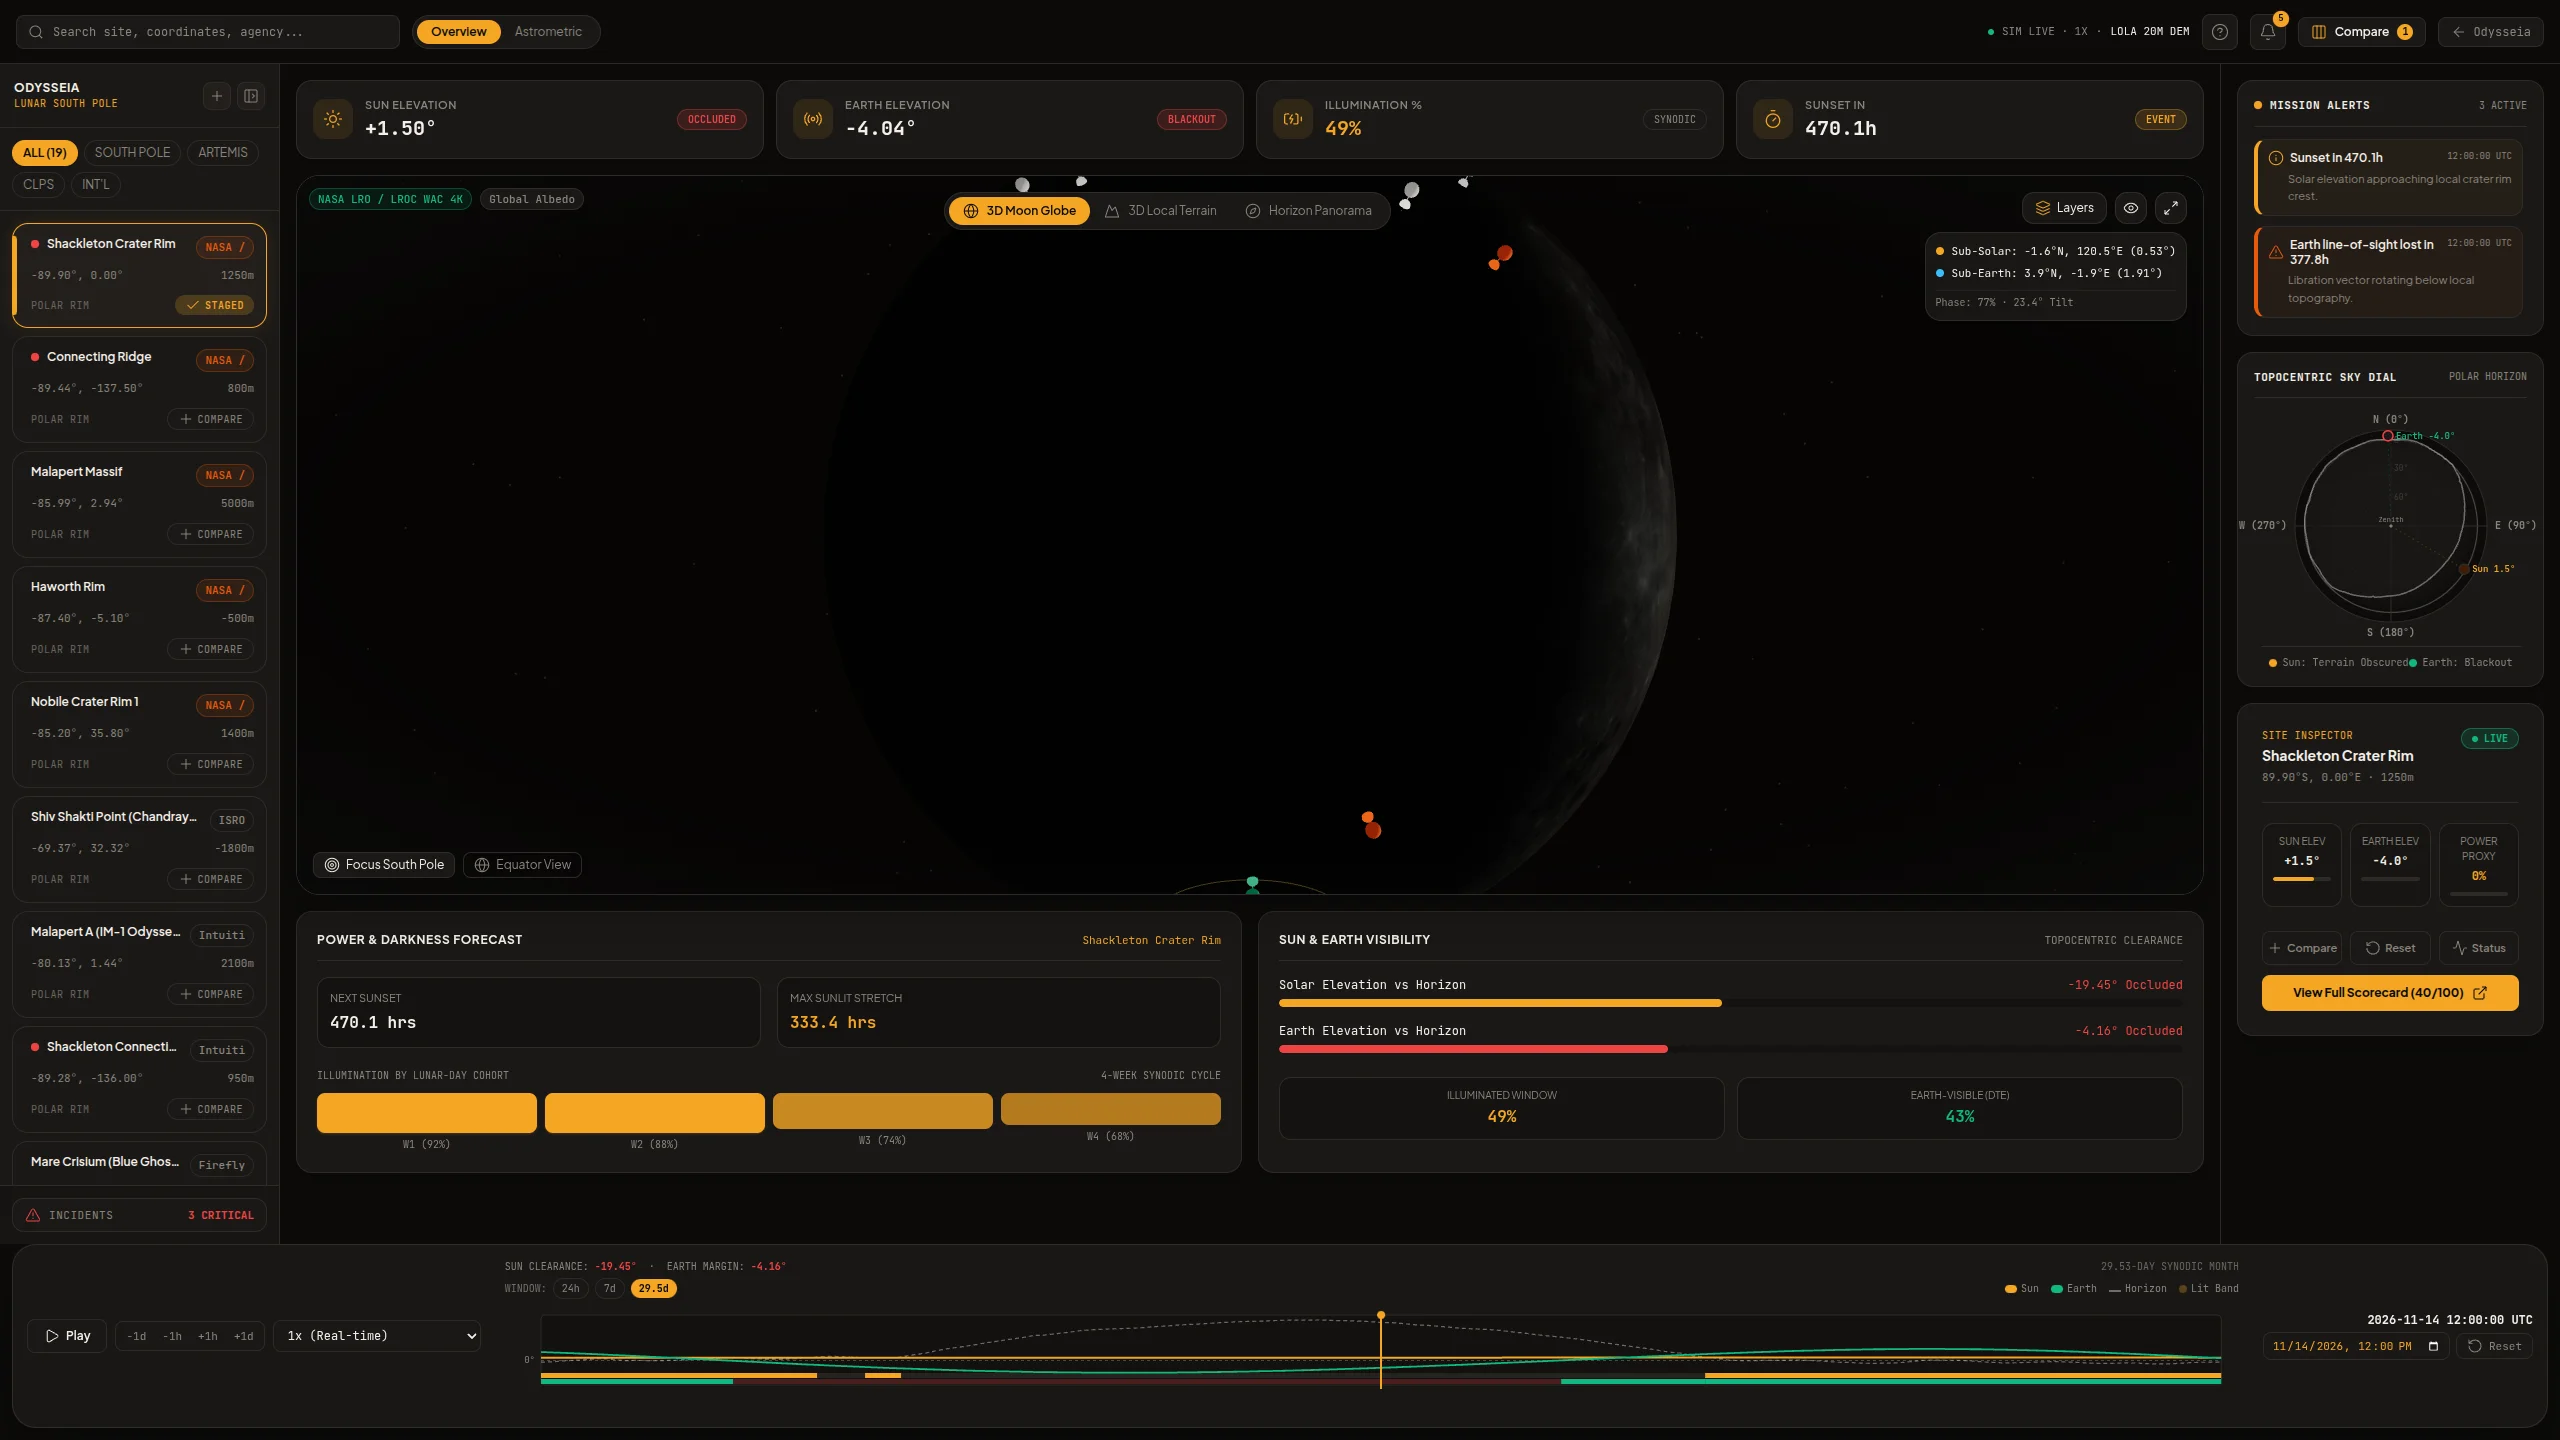 Search site, coordinates, agency...
Overview
Astrometric
SIM LIVE · 1X · LOLA 20M DEM
5
Compare 1
Odysseia
ODYSSEIA
LUNAR SOUTH POLE
ALL (19)
SOUTH POLE
ARTEMIS
CLPS
INT'L
Shackleton Crater Rim
NASA /
-89.90°, 0.00°
1250m
POLAR RIM
STAGED
Connecting Ridge
NASA /
-89.44°, -137.50°
800m
POLAR RIM
COMPARE
Malapert Massif
NASA /
-85.99°, 2.94°
5000m
POLAR RIM
COMPARE
Haworth Rim
NASA /
-87.40°, -5.10°
-500m
POLAR RIM
COMPARE
Nobile Crater Rim 1
NASA /
-85.20°, 35.80°
1400m
POLAR RIM
COMPARE
Shiv Shakti Point (Chandray…
ISRO
-69.37°, 32.32°
-1800m
POLAR RIM
COMPARE
Malapert A (IM-1 Odysse…
Intuiti
-80.13°, 1.44°
2100m
POLAR RIM
COMPARE
Shackleton Connecti…
Intuiti
-89.28°, -136.00°
950m
POLAR RIM
COMPARE
Mare Crisium (Blue Ghos…
Firefly
INCIDENTS
3 CRITICAL
SUN ELEVATION
+1.50°
OCCLUDED
EARTH ELEVATION
-4.04°
BLACKOUT
ILLUMINATION %
49%
SYNODIC
SUNSET IN
470.1h
EVENT
NASA LRO / LROC WAC 4K
Global Albedo
3D Moon Globe
3D Local Terrain
Horizon Panorama
Layers
Sub-Solar: -1.6°N, 120.5°E (0.53°)
Sub-Earth: 3.9°N, -1.9°E (1.91°)
Phase: 77% · 23.4° Tilt
Focus South Pole
Equator View
POWER & DARKNESS FORECAST
Shackleton Crater Rim
NEXT SUNSET
470.1 hrs
MAX SUNLIT STRETCH
333.4 hrs
ILLUMINATION BY LUNAR-DAY COHORT
4-WEEK SYNODIC CYCLE
W1 (92%)
W2 (88%)
W3 (74%)
W4 (68%)
SUN & EARTH VISIBILITY
TOPOCENTRIC CLEARANCE
Solar Elevation vs Horizon
-19.45° Occluded
Earth Elevation vs Horizon
-4.16° Occluded
ILLUMINATED WINDOW
49%
EARTH-VISIBLE (DTE)
43%
MISSION ALERTS
3 ACTIVE
Sunset in 470.1h
12:00:00 UTC
Solar elevation approaching local crater rim
crest.
Earth line-of-sight lost in
377.8h
12:00:00 UTC
Libration vector rotating below local
topography.
TOPOCENTRIC SKY DIAL
POLAR HORIZON
N (0°)
Earth -4.0°
30°
60°
Zenith
W (270°)
E (90°)
Sun 1.5°
S (180°)
Sun: Terrain Obscured
Earth: Blackout
SITE INSPECTOR
LIVE
Shackleton Crater Rim
89.90°S, 0.00°E · 1250m
SUN ELEV
+1.5°
EARTH ELEV
-4.0°
POWER
PROXY
0%
Compare
Reset
Status
View Full Scorecard (40/100)
Play
-1d
-1h
+1h
+1d
1x (Real-time)
SUN CLEARANCE: -19.45° · EARTH MARGIN: -4.16°
WINDOW:
24h
7d
29.5d
29.53-DAY SYNODIC MONTH
Sun
Earth
Horizon
Lit Band
0°
2026-11-14 12:00:00 UTC
11/14/2026, 12:00 PM
Reset